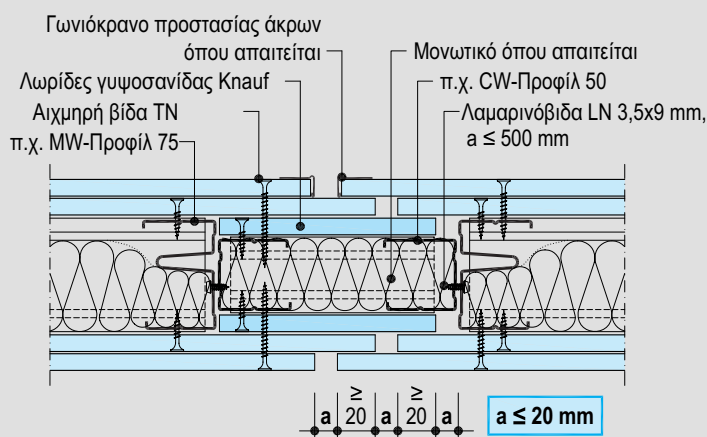 Γωνιόκρανο προστασίας άκρων
όπου απαιτείται
Λωρίδες γυψοσανίδας Knauf
Αιχμηρή βίδα TN
π.χ. MW-Προφίλ 75
Μονωτικό όπου απαιτείται
π.χ. CW-Προφίλ 50
Λαμαρινόβιδα LN 3,5x9 mm,
a ≤ 500 mm
≥ ≥
a 20 a 20 a
a ≤ 20 mm